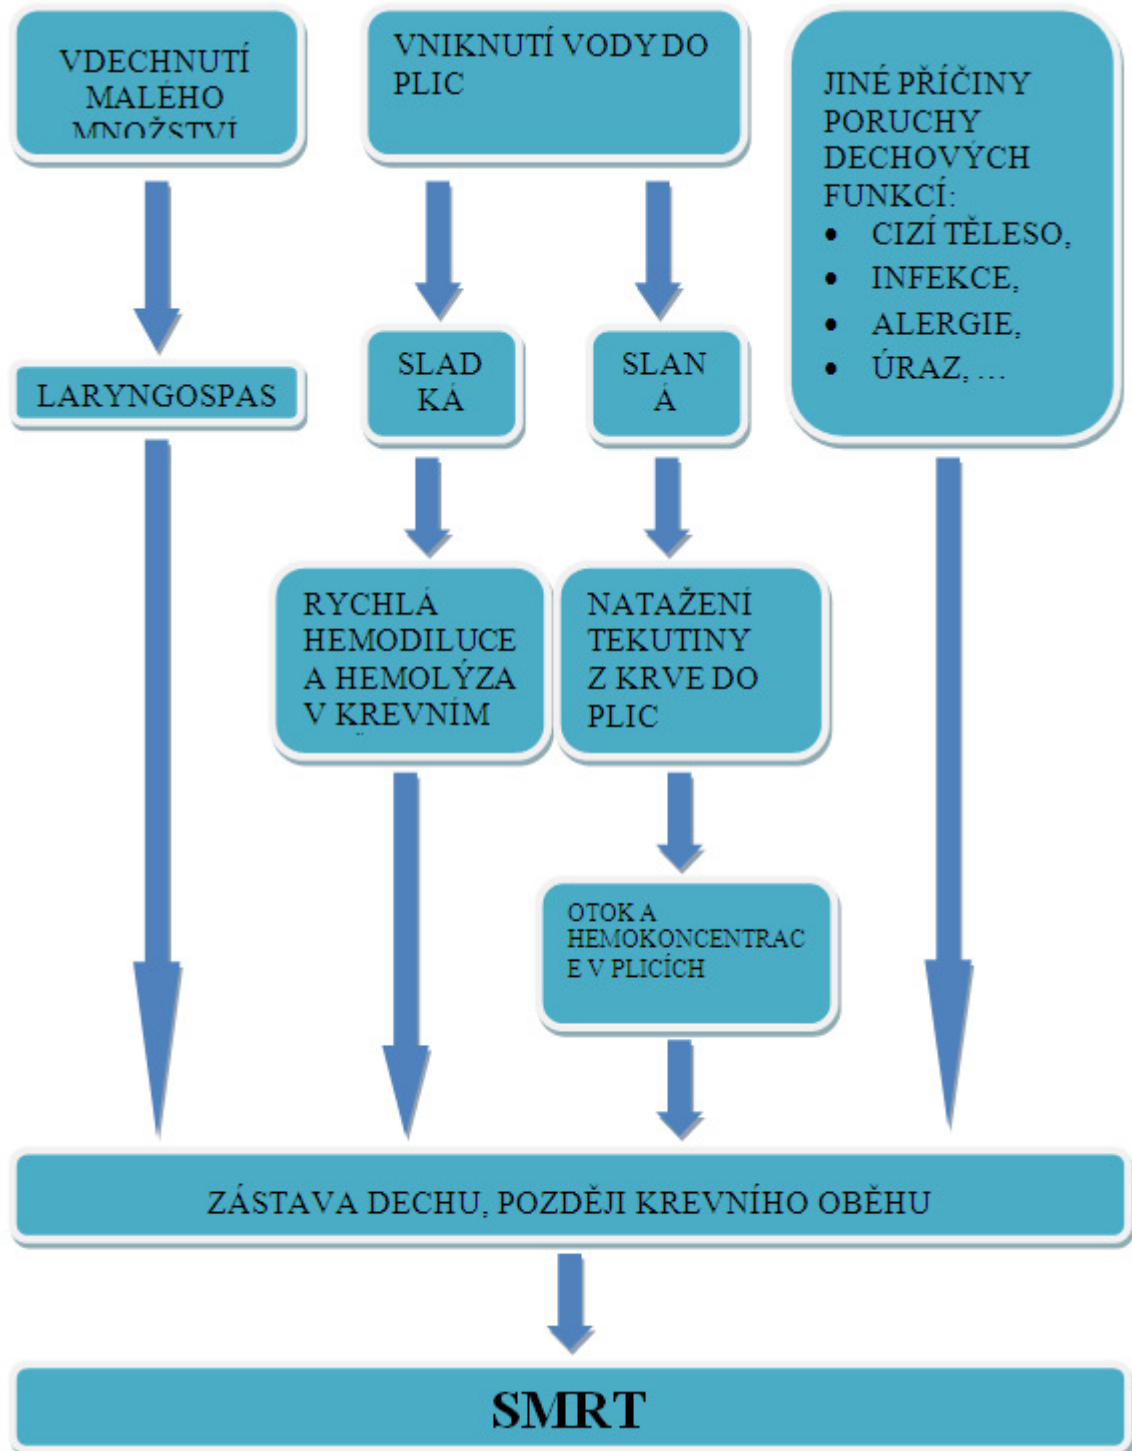 VDECHNUTÍ
MALÉHO
MNOŽSTVÍ
VNIKNUTÍ VODY DO
PLIC
JINÉ PŘÍČINY
PORUCHY
DECHOVÝCH
FUNKCÍ:
• CIZÍ TĚLESO,
• INFEKCE,
• ALERGIE,
• ÚRAZ, …
LARYNGOSPAS
SLAD
KÁ
SLAN
Á
RYCHLÁ
HEMODILUCE
A HEMOLÝZA
V KREVNÍM
NATAŽENÍ
TEKUTINY
Z KRVE DO
PLIC
OTOK A
HEMOKONCENTRAC
E V PLICÍCH
ZÁSTAVA DECHU, POZDĚJI KREVNÍHO OBĚHU
SMRT